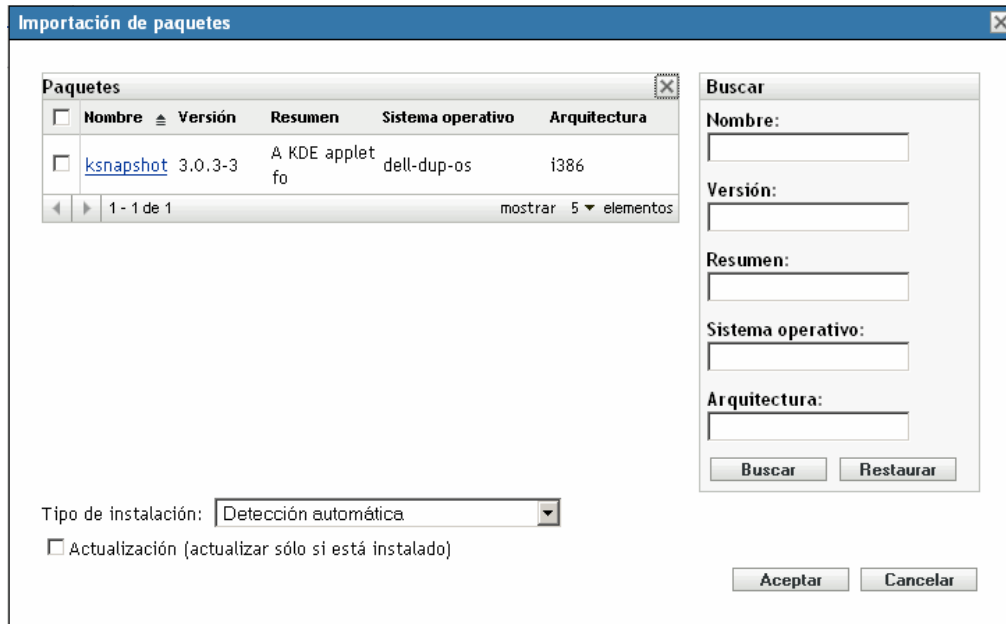 Importación de paquetes
Paquetes
Nombre Versión Resumen Sistema operativo Arquitectura
ksnapshot 3.0.3-3 A KDE applet fo dell-dup-os i386
1 - 1 de 1 mostrar 5 elementos
Buscar
Nombre:
Versión:
Resumen:
Sistema operativo:
Arquitectura:
Buscar Restaurar
Tipo de instalación: Detección automática
Actualización (actualizar sólo si está instalado)
Aceptar Cancelar